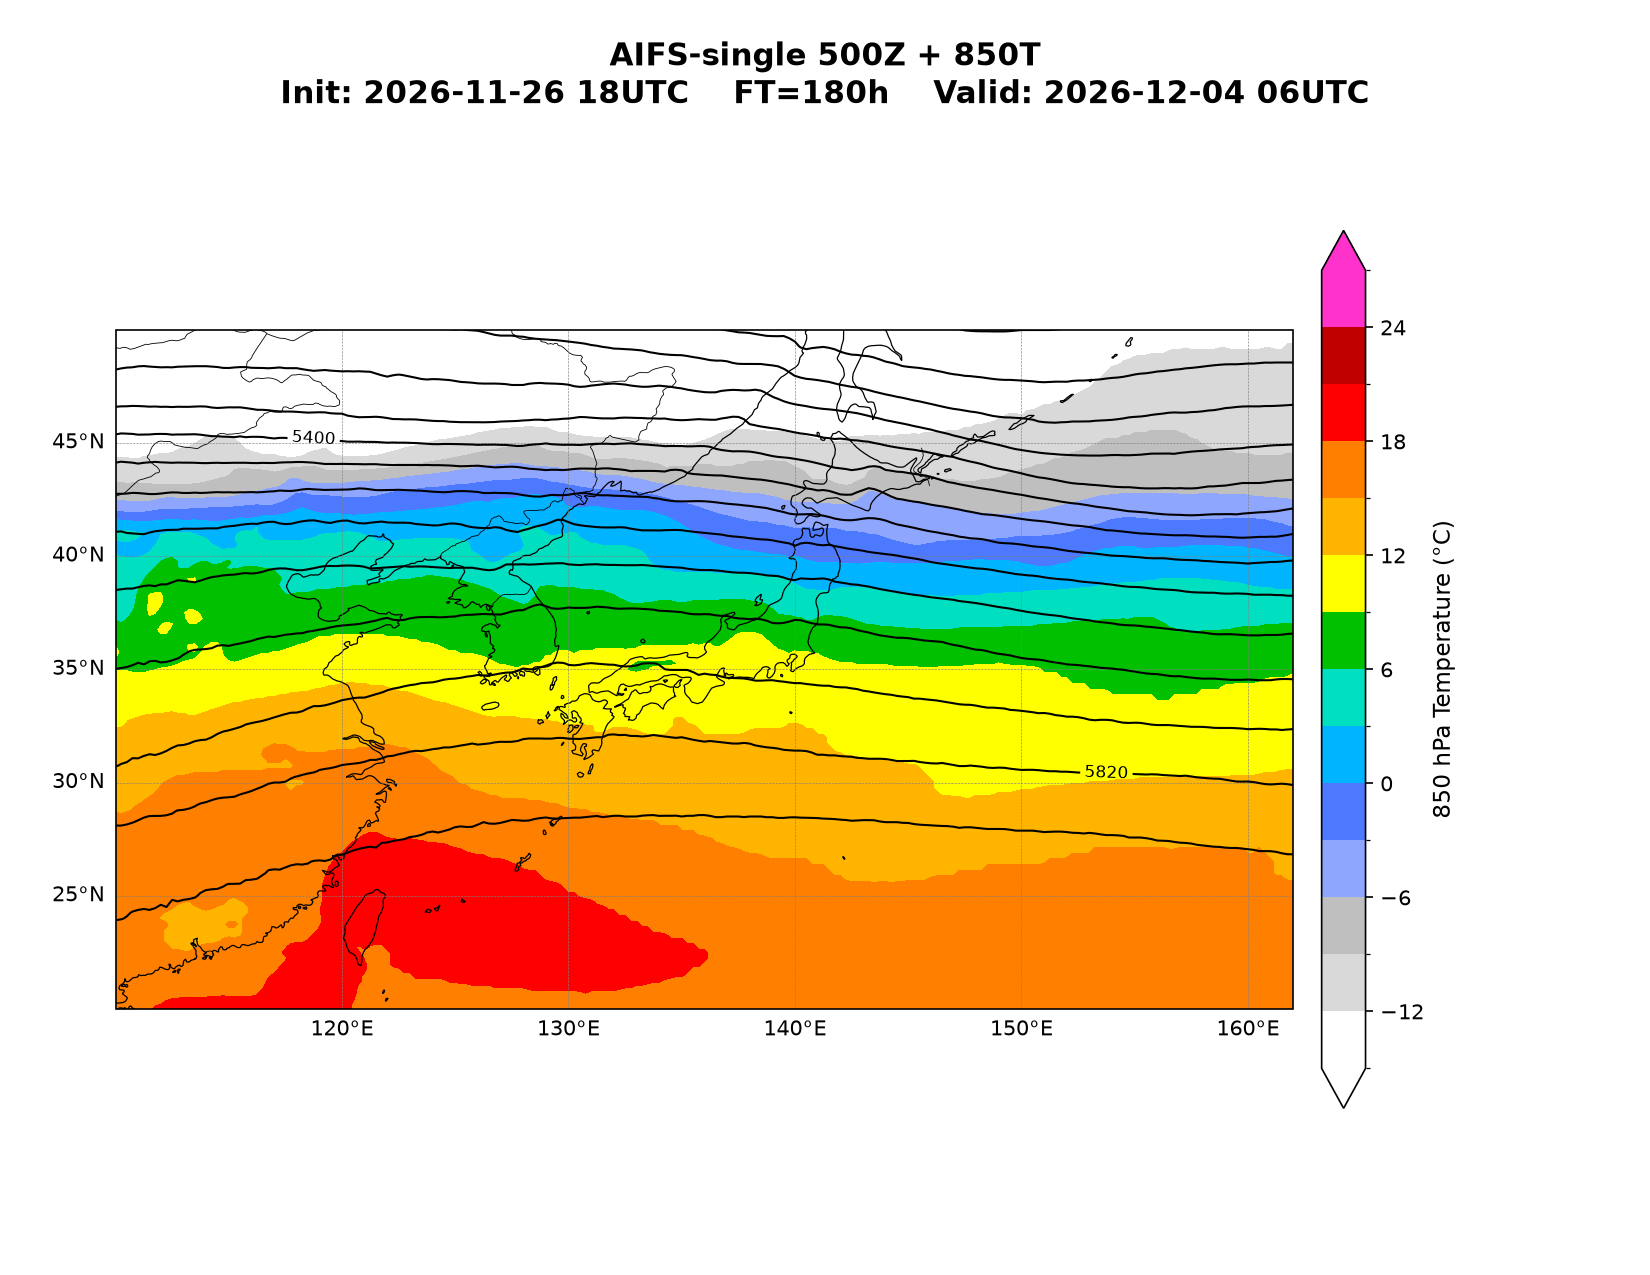 AIFS-single 500Z + 850T
Init: 2026-11-26 18UTC    FT=180h    Valid: 2026-12-04 06UTC
24
18
12
6
0
−6
−12
850 hPa Temperature (°C)
45°N
40°N
35°N
30°N
25°N
5400
5820
120°E
130°E
140°E
150°E
160°E